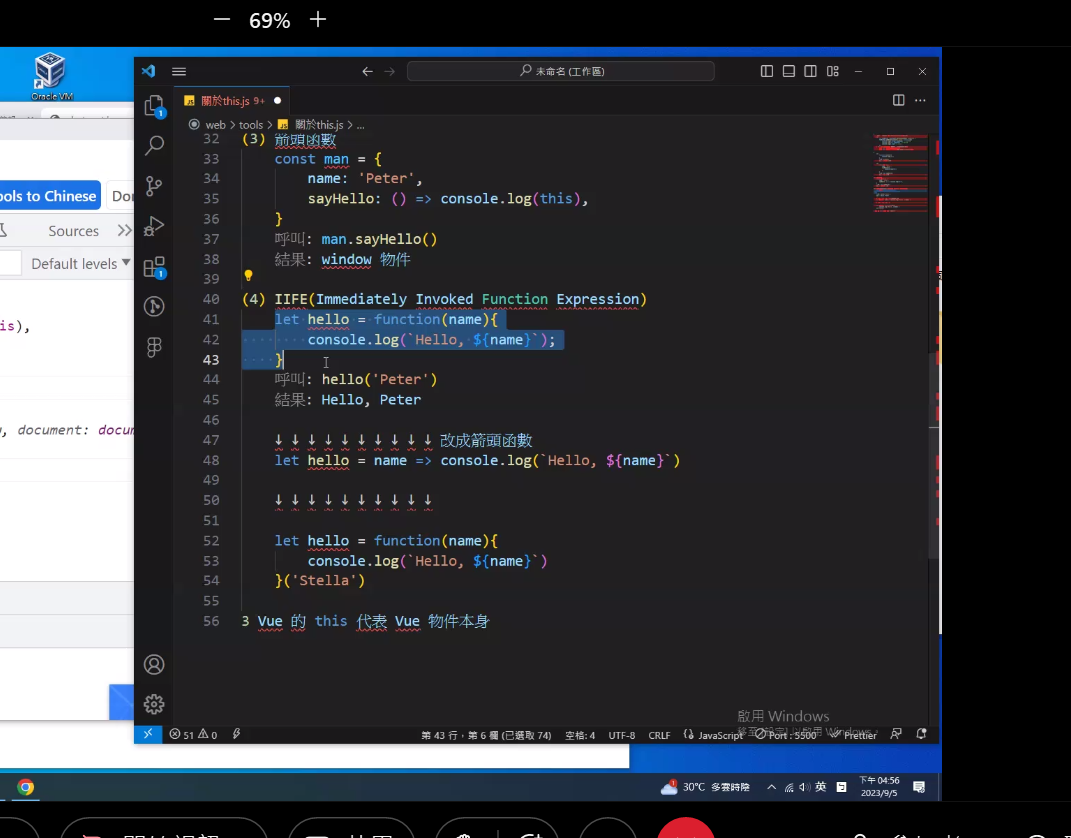 69%
Oracle VM
未命名 (工作區)
關於this.js 9+
web > tools > 關於this.js > ...
32 (3) 箭頭函數
33 const man = {
34 name: 'Peter',
35 sayHello: () => console.log(this),
36 }
37 呼叫: man.sayHello()
38 結果: window 物件
39
40 (4) IIFE(Immediately Invoked Function Expression)
41 let hello = function(name){
42 console.log(`Hello, ${name}`);
43 }
44 呼叫: hello('Peter')
45 結果: Hello, Peter
46
47 ↓ ↓ ↓ ↓ ↓ ↓ ↓ ↓ ↓ ↓ 改成箭頭函數
48 let hello = name => console.log(`Hello, ${name}`)
49
50 ↓ ↓ ↓ ↓ ↓ ↓ ↓ ↓ ↓ ↓
51
52 let hello = function(name){
53 console.log(`Hello, ${name}`)
54 }('Stella')
55
56 3 Vue 的 this 代表 Vue 物件本身
ools to Chinese
Don
Sources
Default levels
is),
, document: docum
1
1
啟用 Windows
移至 [設定] 以啟用 Windows。
51 0
第 43 行，第 6 欄 (已選取 74)
空格: 4
UTF-8
CRLF
JavaScript
Port : 5500
Prettier
30°C 多雲時陰
英
下午 04:56
2023/9/5